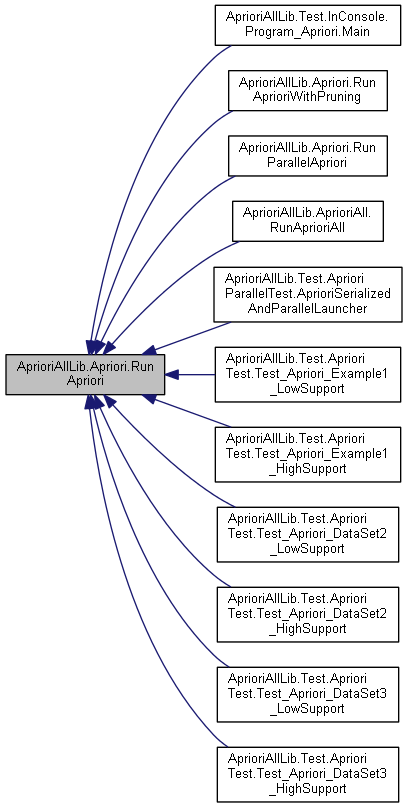 AprioriAllLib.Test.InConsole.
Program_Apriori.Main
AprioriAllLib.Apriori.Run
AprioriWithPruning
AprioriAllLib.Apriori.Run
ParallelApriori
AprioriAllLib.AprioriAll.
RunAprioriAll
AprioriAllLib.Test.Apriori
ParallelTest.AprioriSerialized
AndParallelLauncher
AprioriAllLib.Apriori.Run
Apriori
AprioriAllLib.Test.Apriori
Test.Test_Apriori_Example1
_LowSupport
AprioriAllLib.Test.Apriori
Test.Test_Apriori_Example1
_HighSupport
AprioriAllLib.Test.Apriori
Test.Test_Apriori_DataSet2
_LowSupport
AprioriAllLib.Test.Apriori
Test.Test_Apriori_DataSet2
_HighSupport
AprioriAllLib.Test.Apriori
Test.Test_Apriori_DataSet3
_LowSupport
AprioriAllLib.Test.Apriori
Test.Test_Apriori_DataSet3
_HighSupport